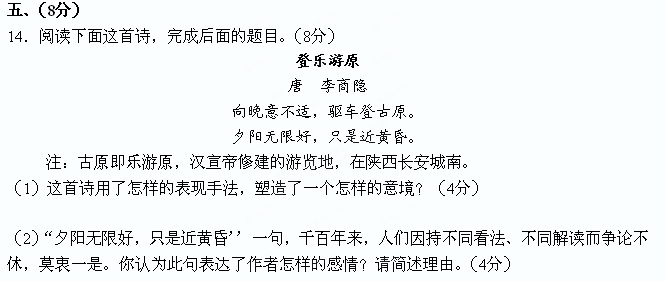 五、（8分）
14．阅读下面这首诗，完成后面的题目。（8分）
登乐游原
唐　李商隐
向晚意不适，驱车登古原。
夕阳无限好，只是近黄昏。
注：古原即乐游原，汉宣帝修建的游览地，在陕西长安城南。
（1）这首诗用了怎样的表现手法，塑造了一个怎样的意境？（4分）
（2）“夕阳无限好，只是近黄昏’’一句，千百年来，人们因持不同看法、不同解读而争论不
休，莫衷一是。你认为此句表达了作者怎样的感情？请简述理由。（4分）